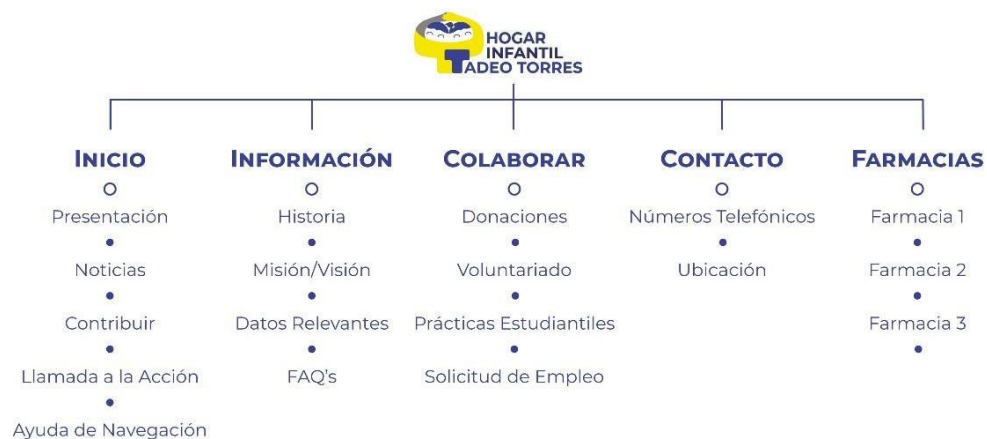 HOGAR
INFANTIL
TADEO TORRES
INICIO
Presentación
Noticias
Contribuir
Llamada a la Acción
Ayuda de Navegación
INFORMACIÓN
Historia
Misión/Visión
Datos Relevantes
FAQ's
COLABORAR
Donaciones
Voluntariado
Prácticas Estudiantiles
Solicitud de Empleo
CONTACTO
Números Telefónicos
Ubicación
FARMACIAS
Farmacia 1
Farmacia 2
Farmacia 3